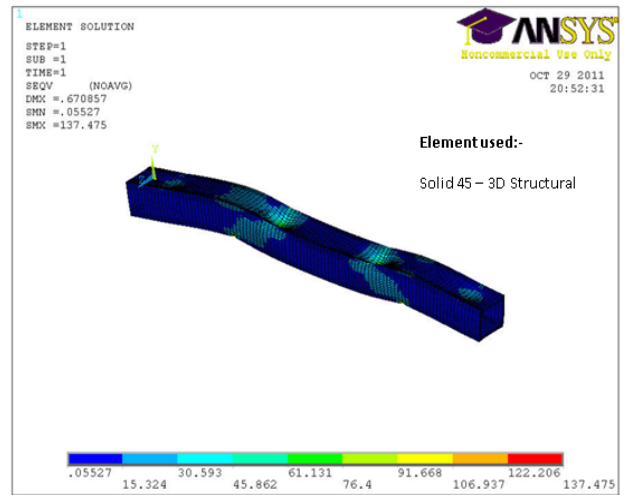 1
ELEMENT SOLUTION
STEP=1
SUB =1
TIME=1
SEQV (NOAVG)
DMX =.670857
SMN =.05527
SMX =137.475
ANSYS
Noncommercial Use Only
OCT 29 2011
20:52:31
Element used:-
Solid 45 – 3D Structural
Y
.05527 30.593 61.131 91.668 122.206
15.324 45.862 76.4 106.937 137.475